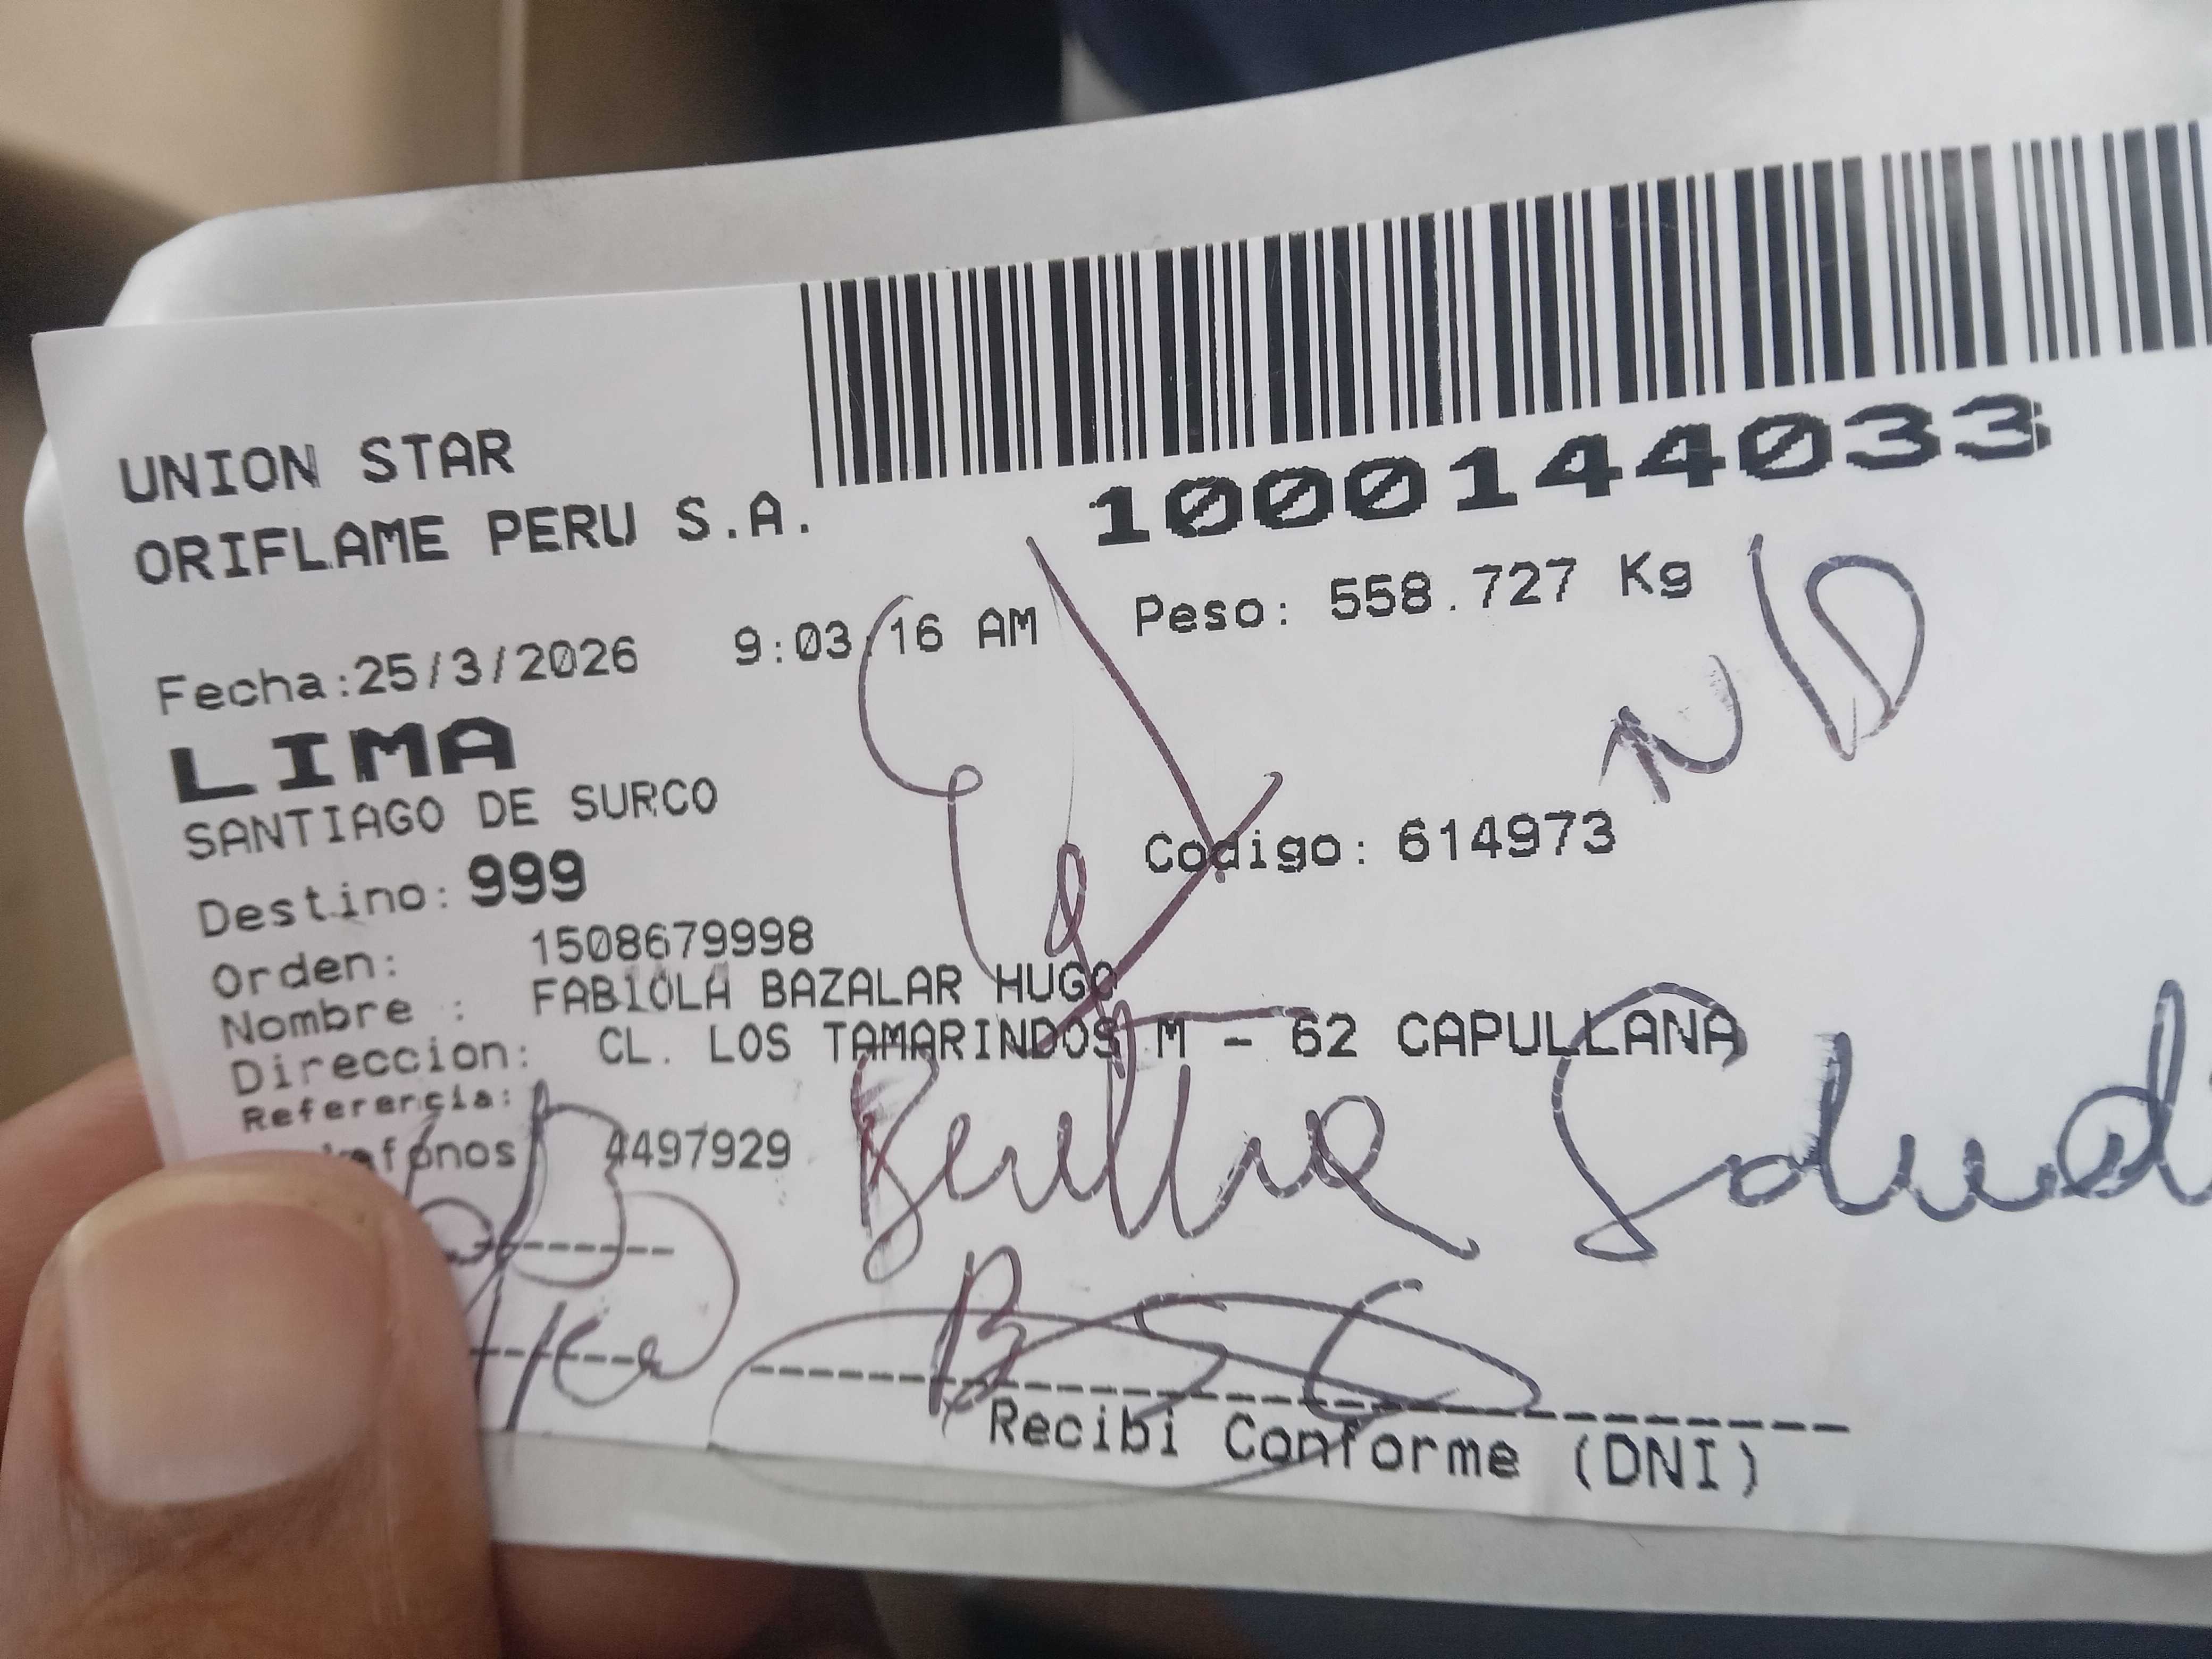 UNION STAR
ORIFLAME PERU S.A.
1000144033
Fecha:25/3/2026 9:03:16 AM Peso: 558.727 Kg
LIMA
SANTIAGO DE SURCO
Destino: 999 Codigo: 614973
Orden: 1508679998
Nombre : FABIOLA BAZALAR HUGO
Direccion: CL. LOS TAMARINDOS M - 62 CAPULLANA
Referencia:
4497929
Recibi Conforme (DNI)